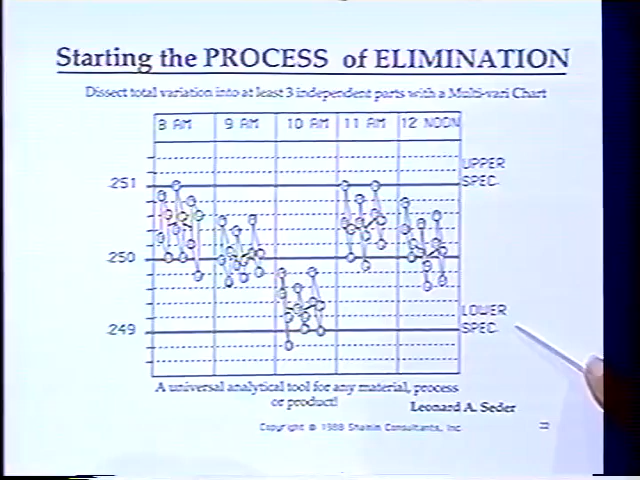 Starting the PROCESS of ELIMINATION
Dissect total variation into at least 3 independent parts with a Multi-vari Chart
8 AM 9 AM 10 AM 11 AM 12 NOON
UPPER
.251 SPEC.
.250
LOWER
.249 SPEC.
A universal analytical tool for any material, process
or product!
Leonard A. Seder
Copyright © 1988 Shainin Consultants, Inc